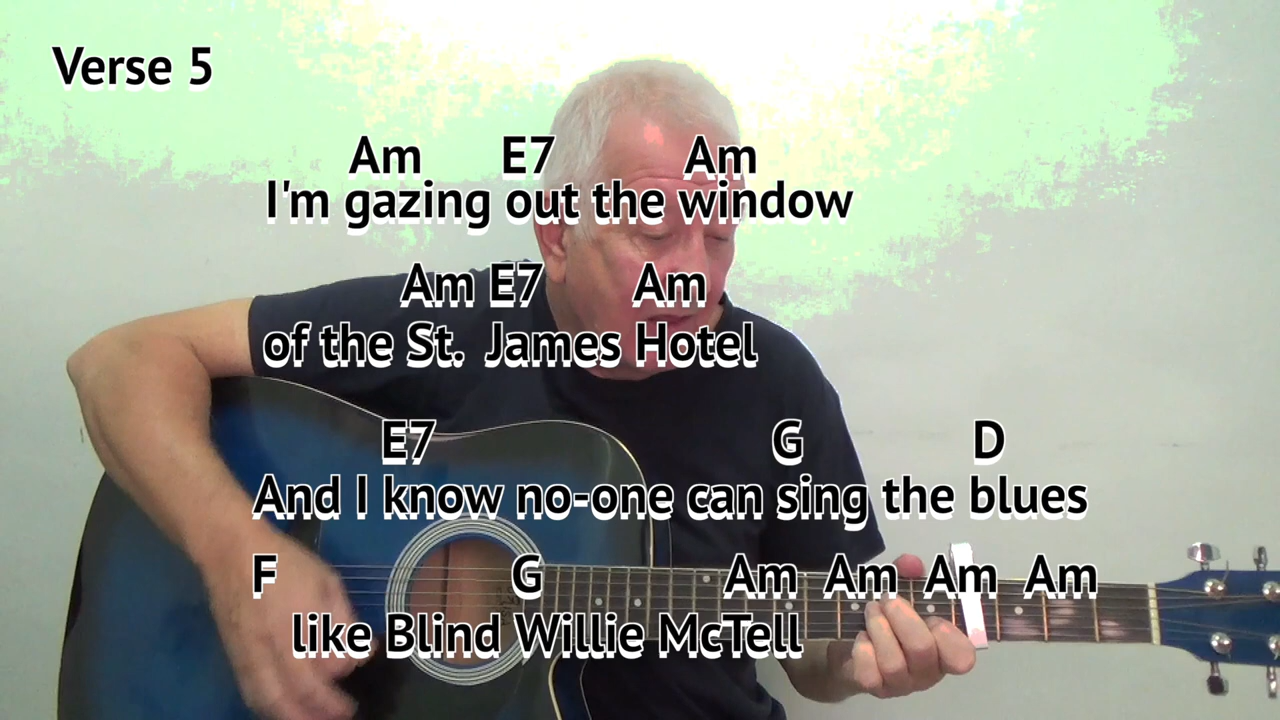 Verse 5
Am E7 Am
I'm gazing out the window
Am E7 Am
of the St. James Hotel
E7 G D
And I know no-one can sing the blues
F G Am Am Am Am
like Blind Willie McTell